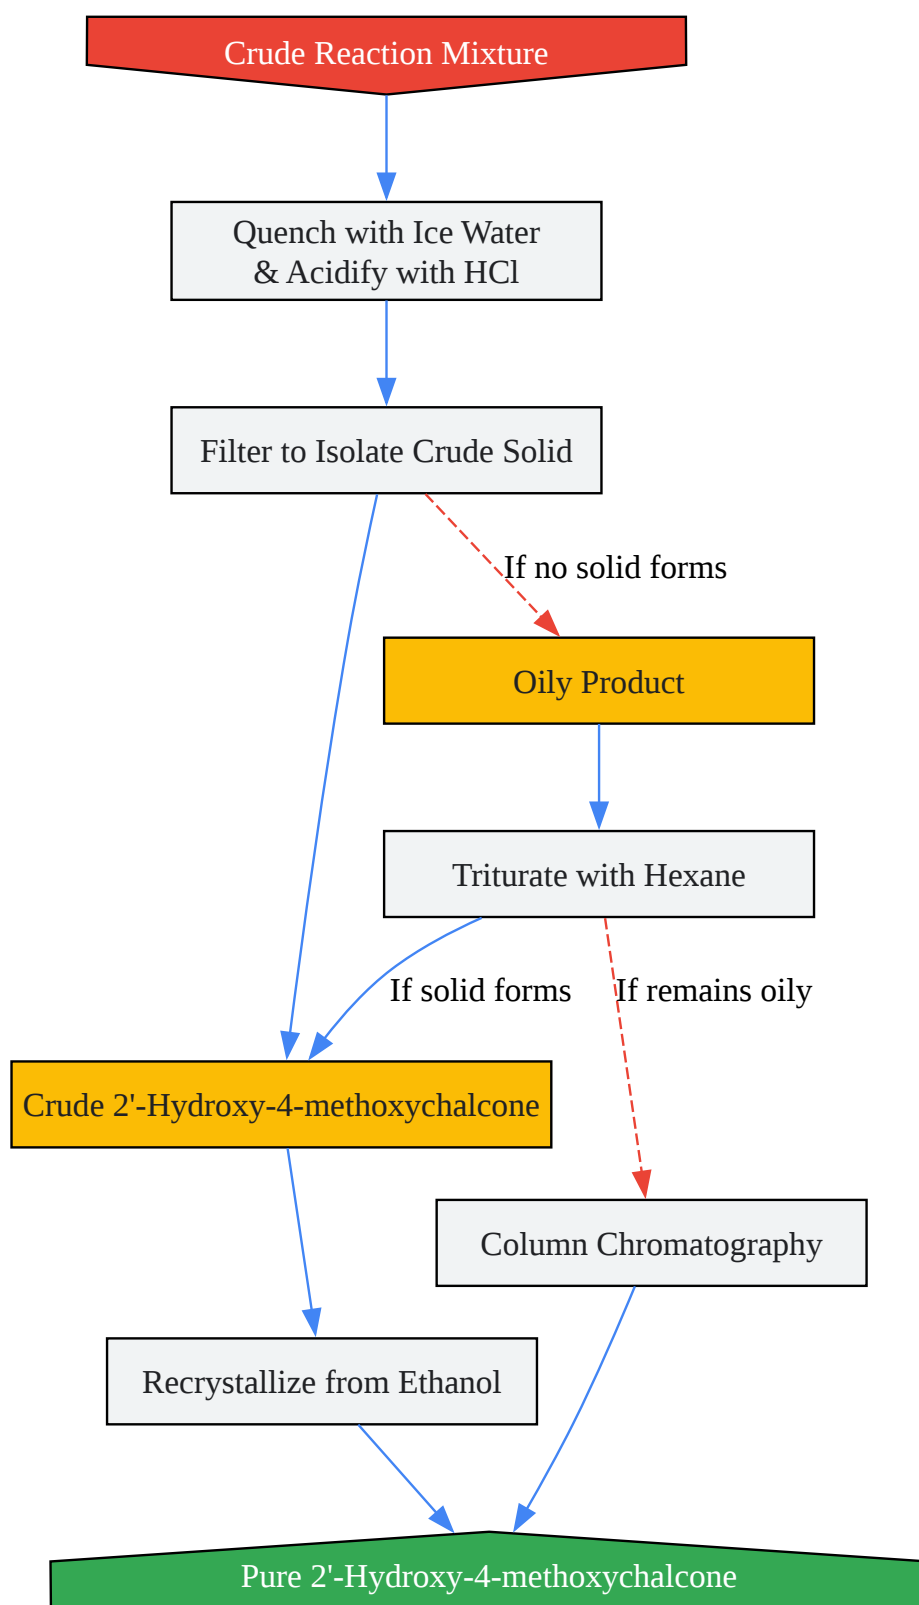 Crude Reaction Mixture
Quench with Ice Water
& Acidify with HCl
Filter to Isolate Crude Solid
If no solid forms
Oily Product
Triturate with Hexane
If solid forms
If remains oily
Crude 2'-Hydroxy-4-methoxychalcone
Column Chromatography
Recrystallize from Ethanol
Pure 2'-Hydroxy-4-methoxychalcone